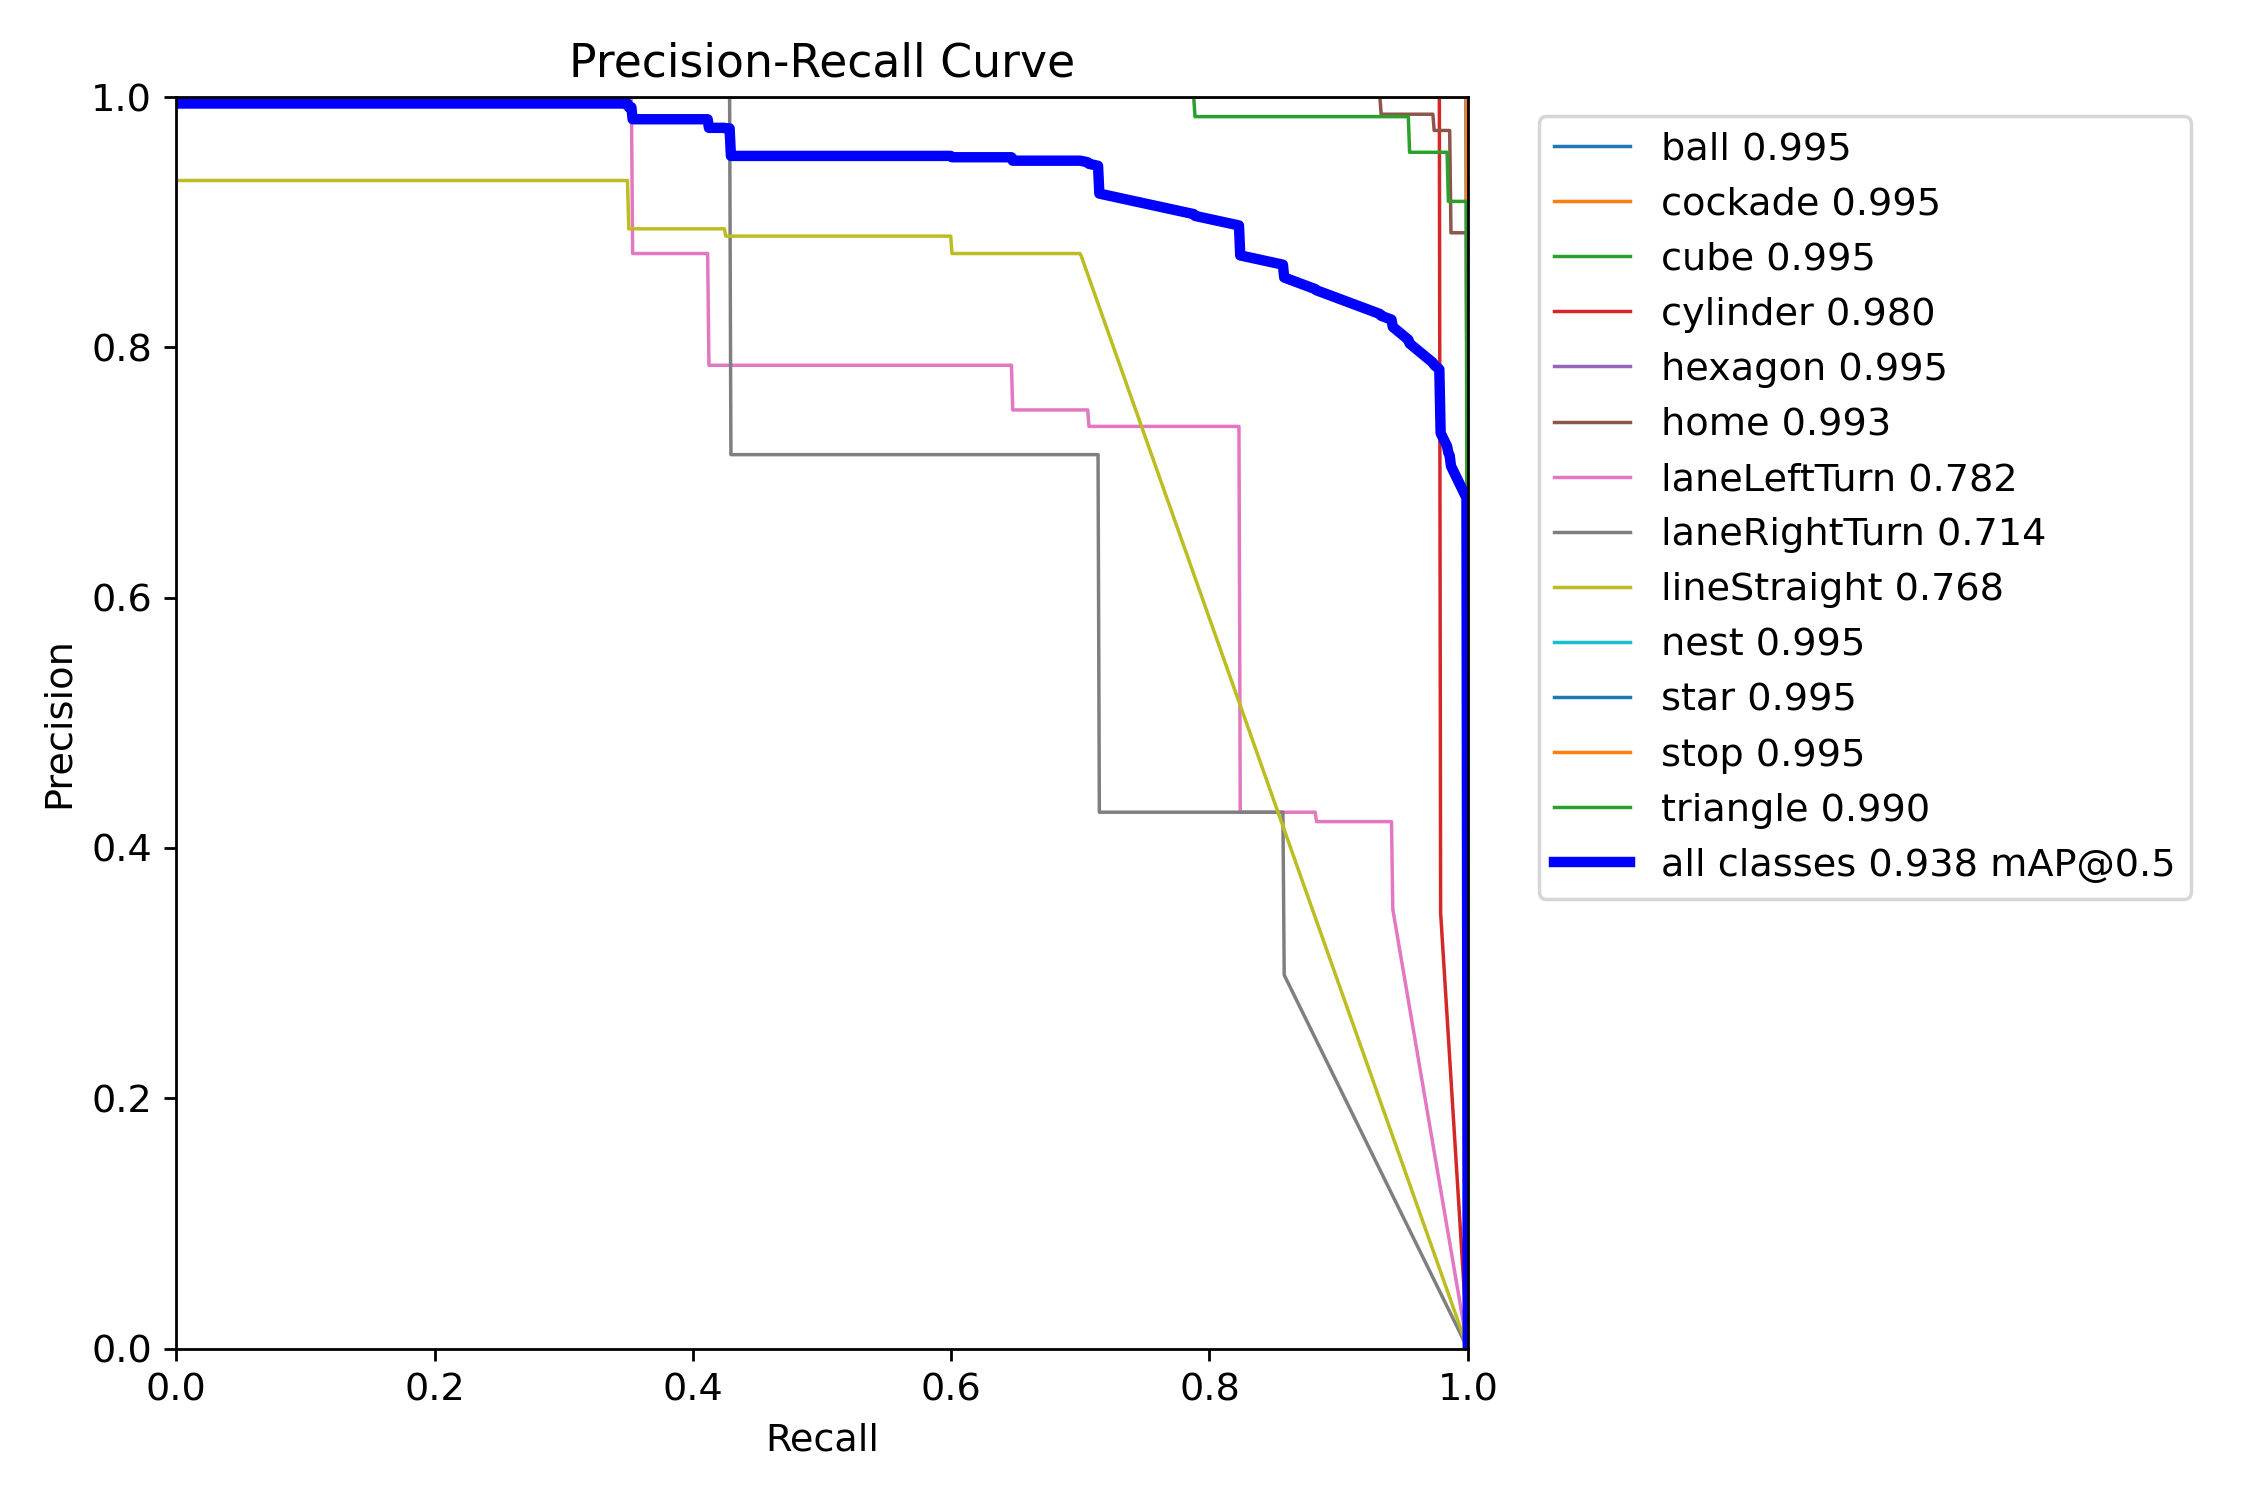 Precision-Recall Curve
1.0
0.8
0.6
0.4
0.2
0.0
Precision
0.0 0.2 0.4 0.6 0.8 1.0
Recall
ball 0.995
cockade 0.995
cube 0.995
cylinder 0.980
hexagon 0.995
home 0.993
laneLeftTurn 0.782
laneRightTurn 0.714
lineStraight 0.768
nest 0.995
star 0.995
stop 0.995
triangle 0.990
all classes 0.938 mAP@0.5